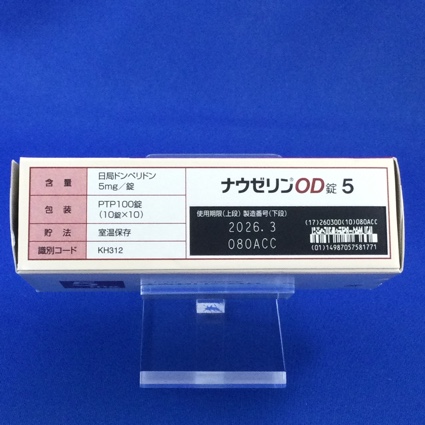 含 量 日局ドンペリドン
5mg／錠
包 装 PTP100錠
(10錠×10)
貯 法 室温保存
識別コード KH312
ナウゼリン®OD錠 5
使用期限(上段) 製造番号(下段)
2026.3
080ACC
(17)260300(10)080ACC
(01)14987057581771